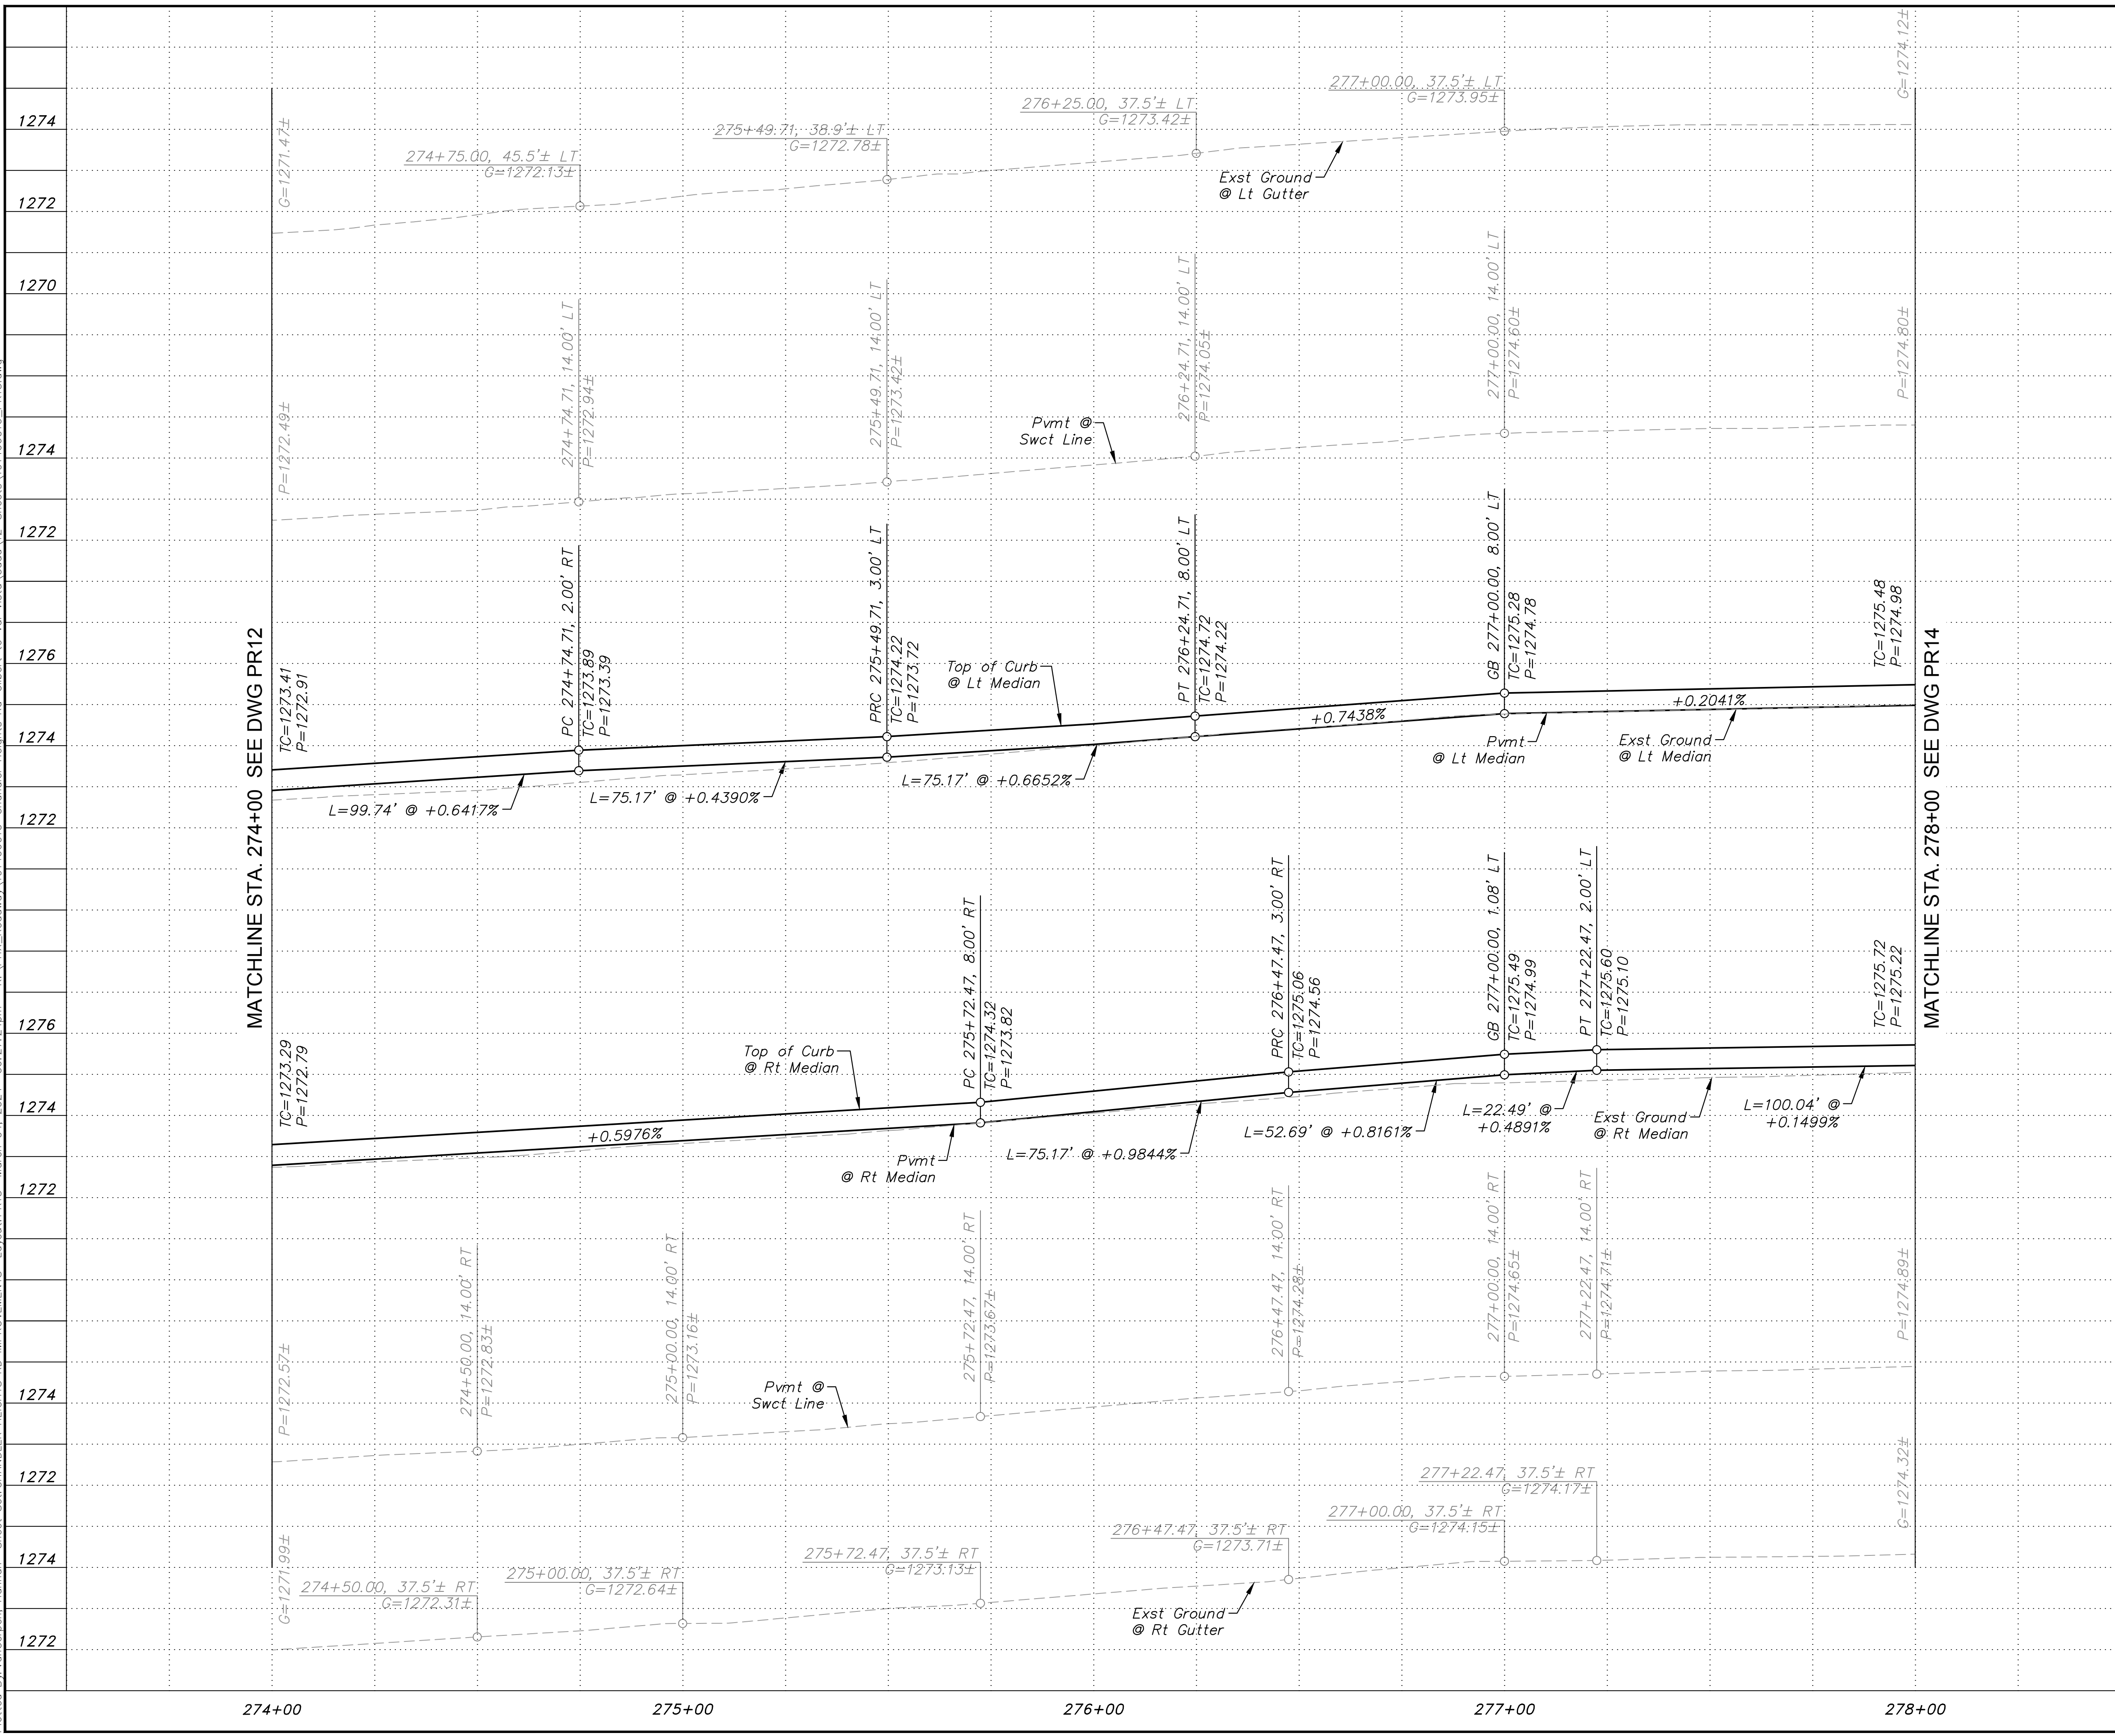 1274
1272
1270
1274
1272
1276
1274
1272
1276
1274
1272
1274
1272
1274
1272
MATCHLINE STA. 274+00 SEE DWG PR12
G=1271.47±
274+75.00, 45.5'± LT
G=1272.13±
275+49.71, 38.9'± LT
G=1272.78±
276+25.00, 37.5'± LT
G=1273.42±
277+00.00, 37.5'± LT
G=1273.95±
G=1274.12±
Exst Ground
@ Lt Gutter
P=1272.49±
274+74.71, 14.00' LT
P=1272.94±
275+49.71, 14.00' LT
P=1273.42±
276+24.71, 14.00' LT
P=1274.05±
277+00.00, 14.00' LT
P=1274.60±
P=1274.80±
Pvmt @
Swct Line
TC=1273.41
P=1272.91
PC 274+74.71, 2.00' RT
TC=1273.89
P=1273.39
PRC 275+49.71, 3.00' LT
TC=1274.22
P=1273.72
PT 276+24.71, 8.00' LT
TC=1274.72
P=1274.22
GB 277+00.00, 8.00' LT
TC=1275.28
P=1274.78
TC=1275.48
P=1274.98
Top of Curb
@ Lt Median
+0.7438%
+0.2041%
Pvmt
@ Lt Median
Exst Ground
@ Lt Median
L=99.74' @ +0.6417%
L=75.17' @ +0.4390%
L=75.17' @ +0.6652%
TC=1273.29
P=1272.79
PC 275+72.47, 8.00' RT
TC=1274.32
P=1273.82
PRC 276+47.47, 3.00' RT
TC=1275.06
P=1274.56
GB 277+00.00, 1.08' LT
TC=1275.49
P=1274.99
PT 277+22.47, 2.00' LT
TC=1275.60
P=1275.10
TC=1275.72
P=1275.22
Top of Curb
@ Rt Median
+0.5976%
Pvmt
@ Rt Median
L=75.17' @ +0.9844%
L=52.69' @ +0.8161%
L=22.49' @
+0.4891%
Exst Ground
@ Rt Median
L=100.04' @
+0.1499%
P=1272.57±
274+50.00, 14.00' RT
P=1272.83±
275+00.00, 14.00' RT
P=1273.16±
275+72.47, 14.00' RT
P=1273.67±
276+47.47, 14.00' RT
P=1274.28±
277+00.00, 14.00' RT
P=1274.65±
277+22.47, 14.00' RT
P=1274.71±
P=1274.89±
Pvmt @
Swct Line
G=1271.99±
274+50.00, 37.5'± RT
G=1272.31±
275+00.00, 37.5'± RT
G=1272.64±
275+72.47, 37.5'± RT
G=1273.13±
276+47.47, 37.5'± RT
G=1273.71±
277+00.00, 37.5'± RT
G=1274.15±
277+22.47, 37.5'± RT
G=1274.17±
G=1274.32±
Exst Ground
@ Rt Gutter
MATCHLINE STA. 278+00 SEE DWG PR14
274+00
275+00
276+00
277+00
278+00